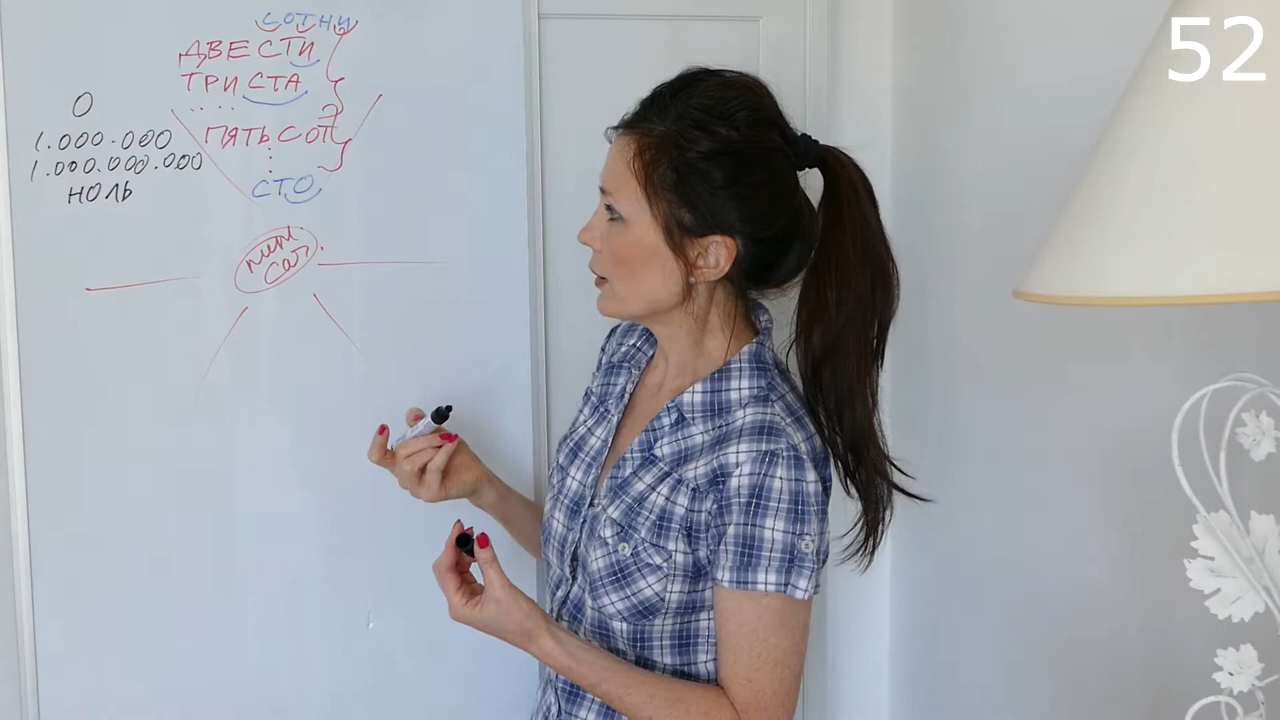 52
СОТНИ
ДВЕСТИ
ТРИСТА
....
ПЯТЬСОТ
СТО
0
1.000.000
1.000.000.000
НОЛЬ